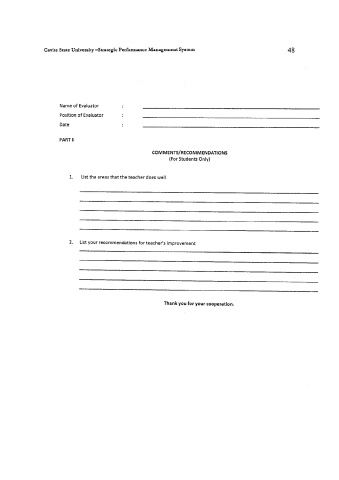 Cavite State University –Strategic Performance Management System 48
Name of Evaluator :
Position of Evaluator :
Date :
PART II
COMMENTS/RECOMMENDATIONS
(For Students Only)
1. List the areas that the teacher does well
2. List your recommendations for teacher's improvement
Thank you for your cooperation.